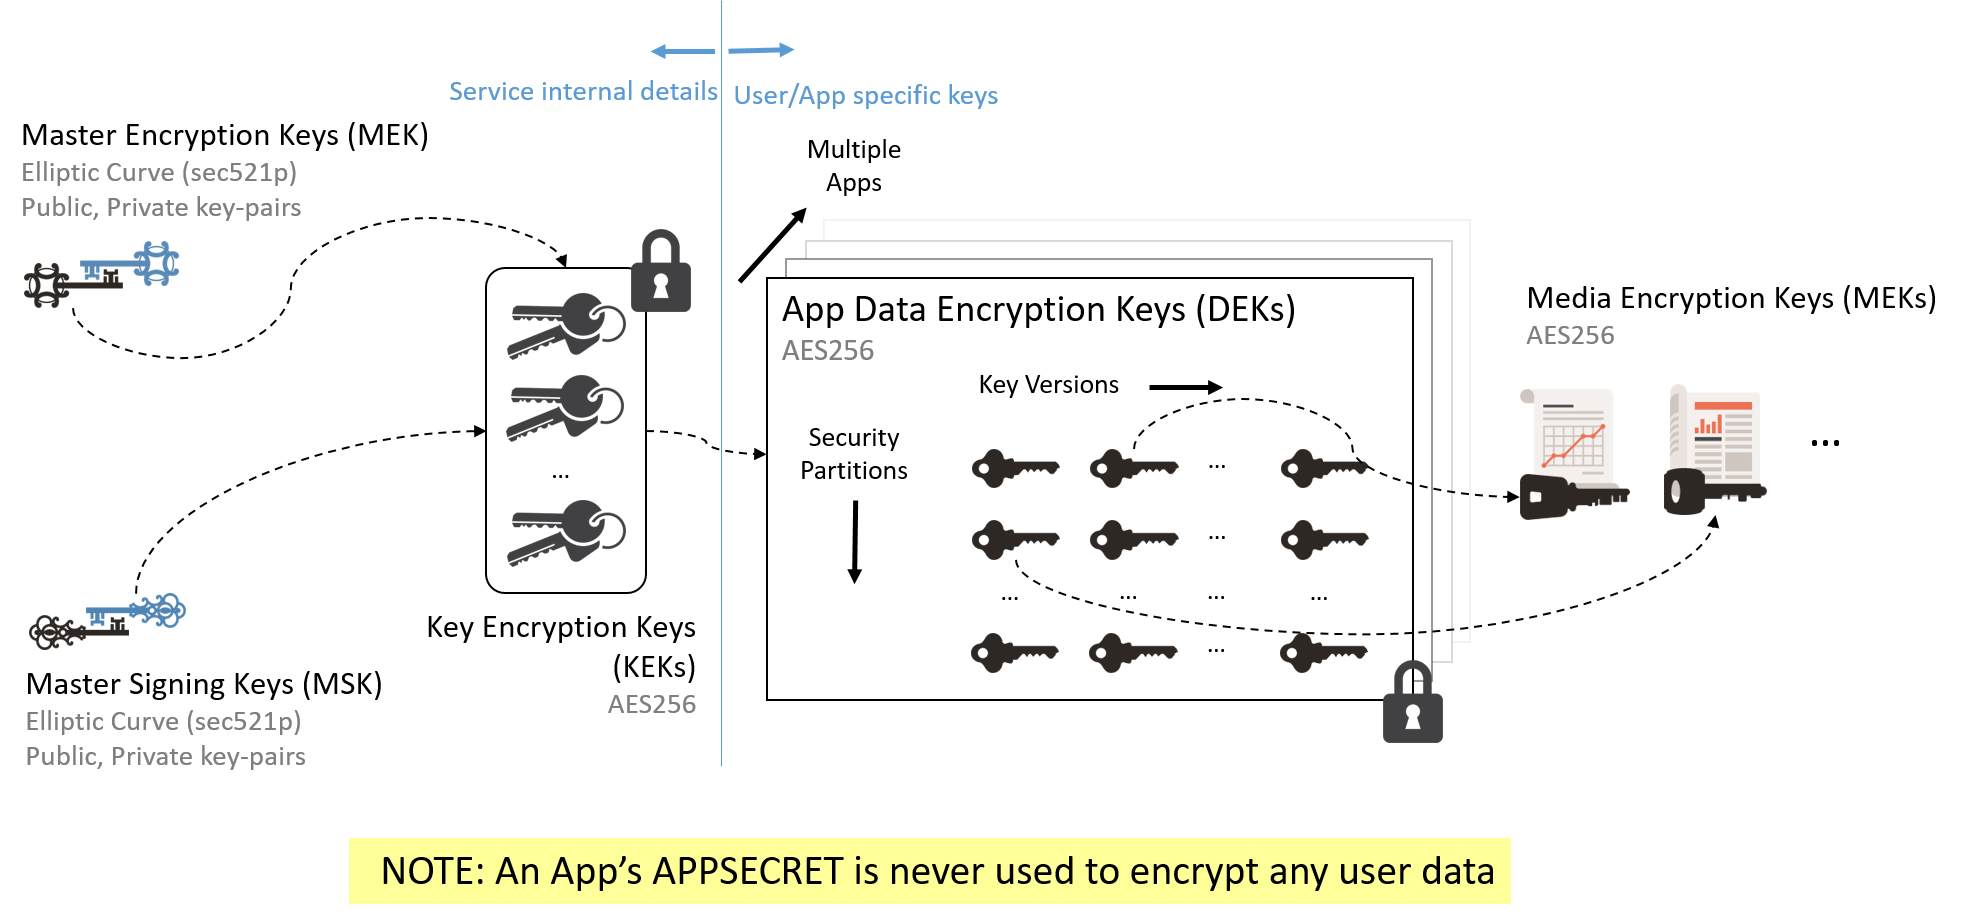 Service internal details
User/App specific keys
Master Encryption Keys (MEK)
Elliptic Curve (sec521p)
Public, Private key-pairs
Multiple
Apps
App Data Encryption Keys (DEKs)
AES256
Key Versions
Security
Partitions
...
...
...
... ... ... ...
...
Media Encryption Keys (MEKs)
AES256
...
Key Encryption Keys
(KEKs)
AES256
Master Signing Keys (MSK)
Elliptic Curve (sec521p)
Public, Private key-pairs
NOTE: An App’s APPSECRET is never used to encrypt any user data